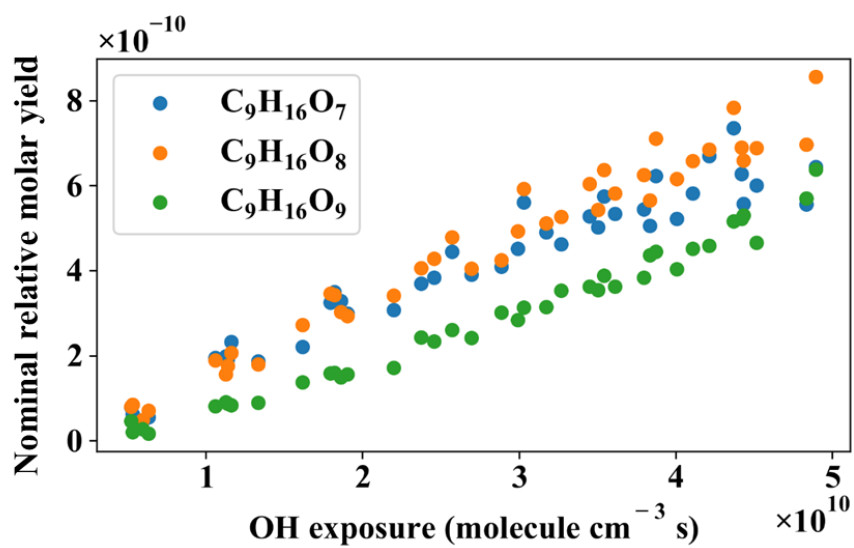 ×10⁻¹⁰
Nominal relative molar yield
8
6
4
2
0
C₉H₁₆O₇
C₉H₁₆O₈
C₉H₁₆O₉
1 2 3 4 5
×10¹⁰
OH exposure (molecule cm⁻³ s)